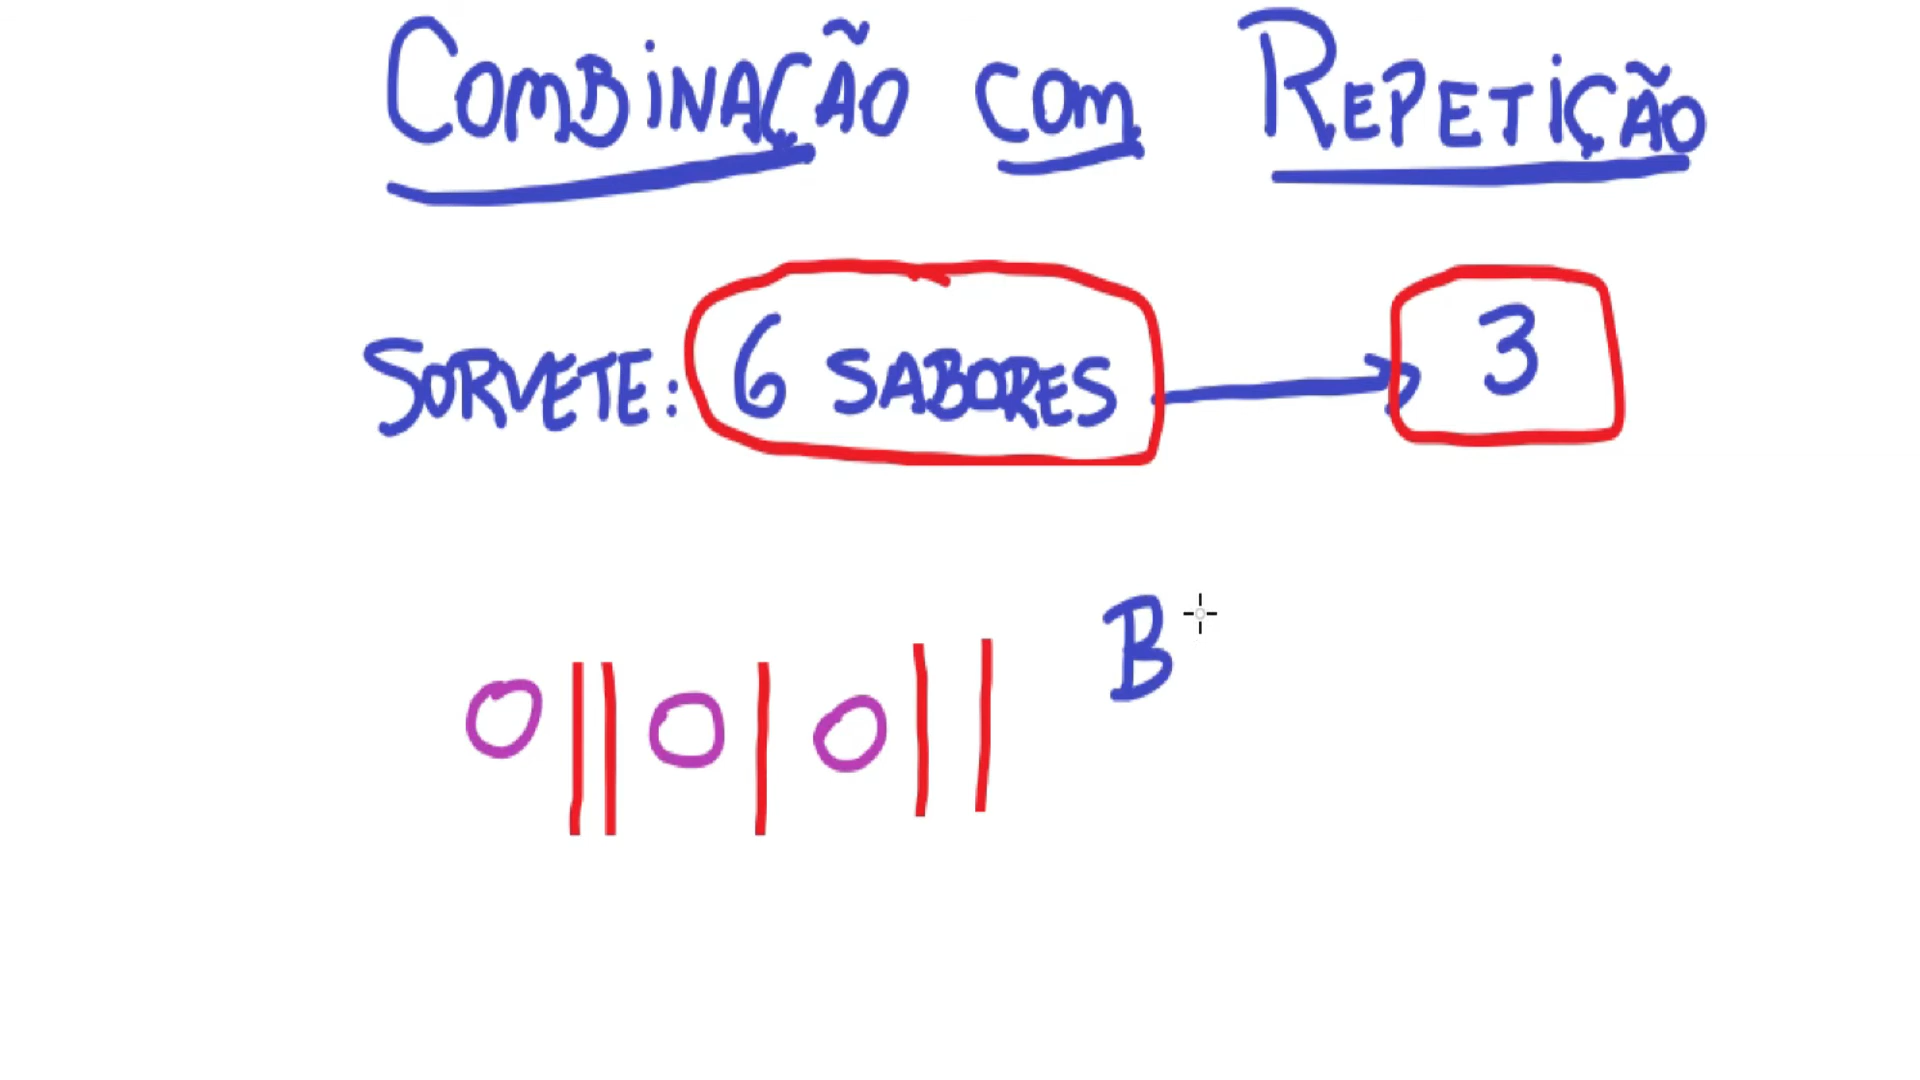 COMBINAÇÃO COM REPETIÇÃO
SORVETE: 6 SABORES → 3
O||O|O|| B